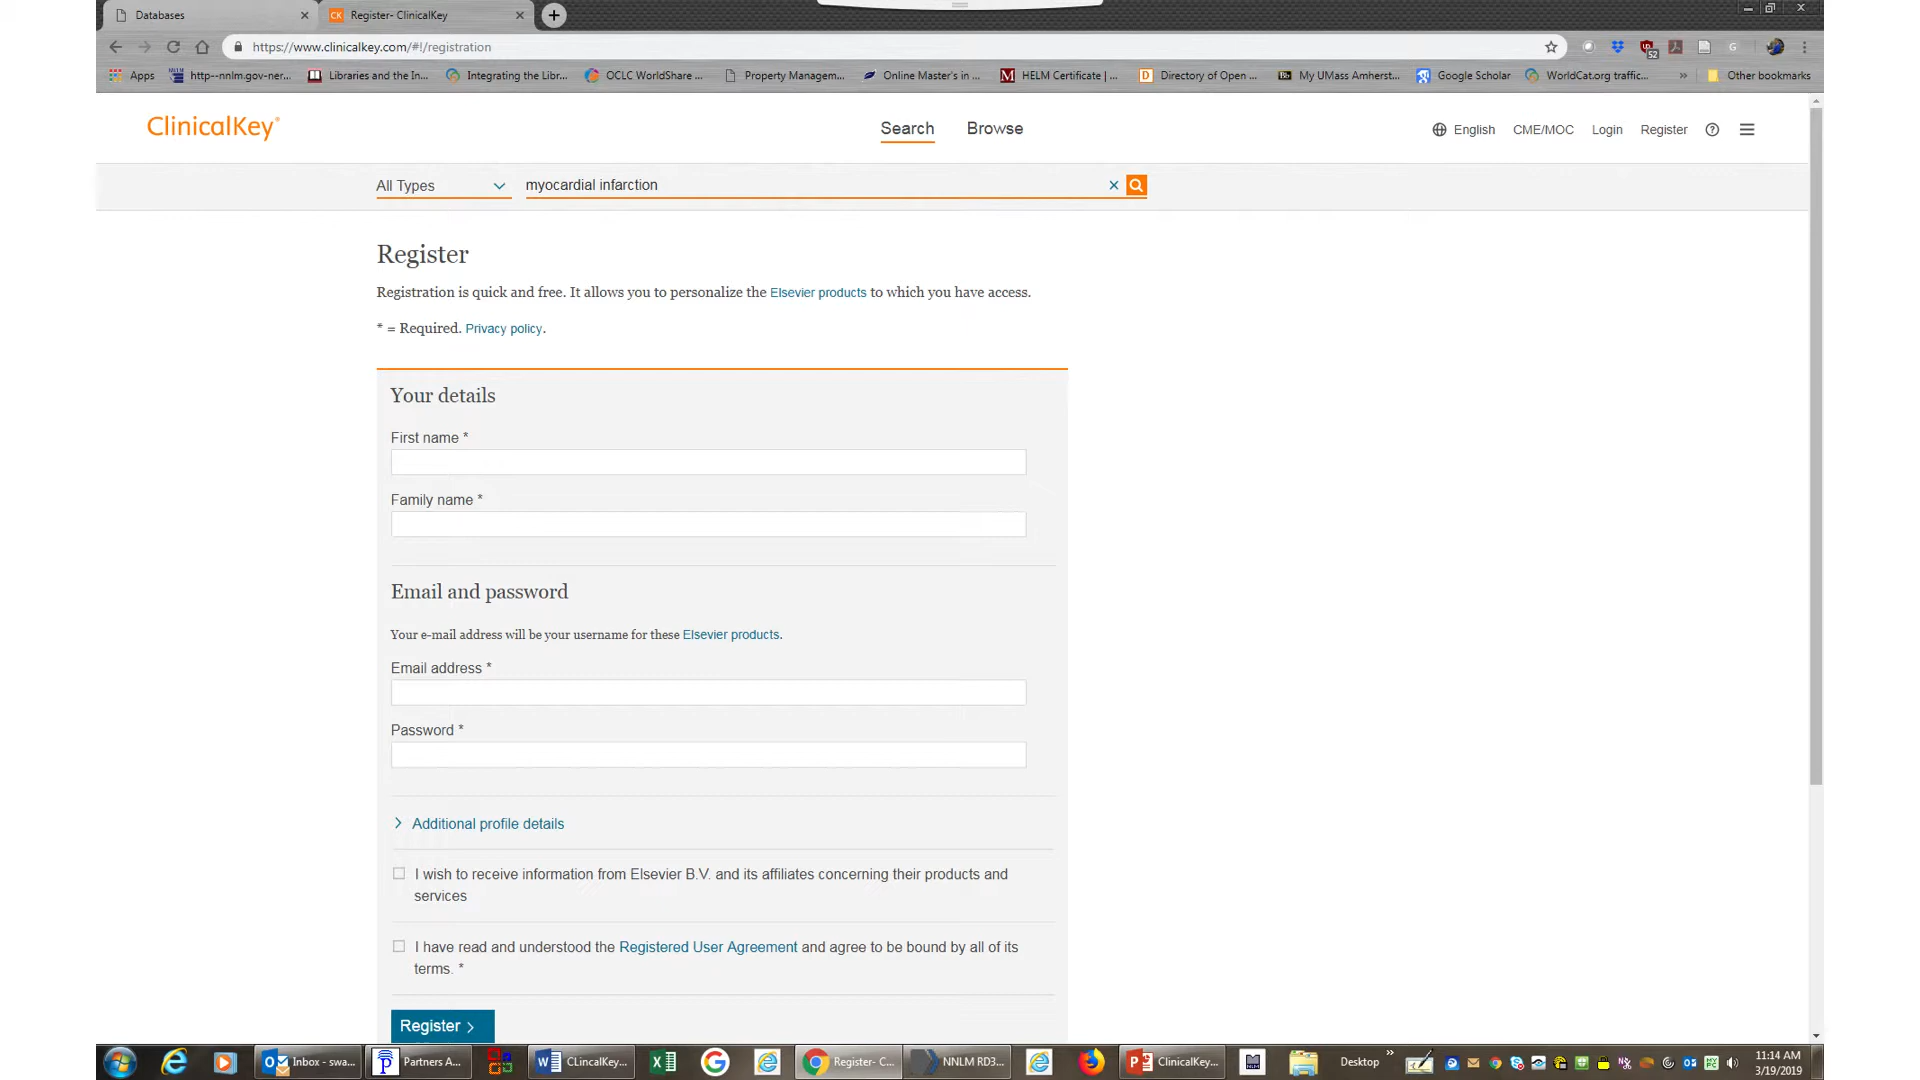 Databases
CK Register- ClinicalKey
https://www.clinicalkey.com/#!/registration
Apps http--nnlm.gov-ner... Libraries and the In... Integrating the Libr... OCLC WorldShare ... Property Managem... Online Master's in ... M HELM Certificate | ... D Directory of Open ... My UMass Amherst... Google Scholar WorldCat.org traffic... » Other bookmarks
ClinicalKey®
Search Browse
English CME/MOC Login Register
All Types
myocardial infarction
Register
Registration is quick and free. It allows you to personalize the Elsevier products to which you have access.
* = Required. Privacy policy.
Your details
First name *
Family name *
Email and password
Your e-mail address will be your username for these Elsevier products.
Email address *
Password *
Additional profile details
I wish to receive information from Elsevier B.V. and its affiliates concerning their products and
services
I have read and understood the Registered User Agreement and agree to be bound by all of its
terms. *
Register
Inbox - swa... Partners A... CLincalKey... Register- C... NNLM RD3... ClinicalKey... Desktop »
11:14 AM
3/19/2019